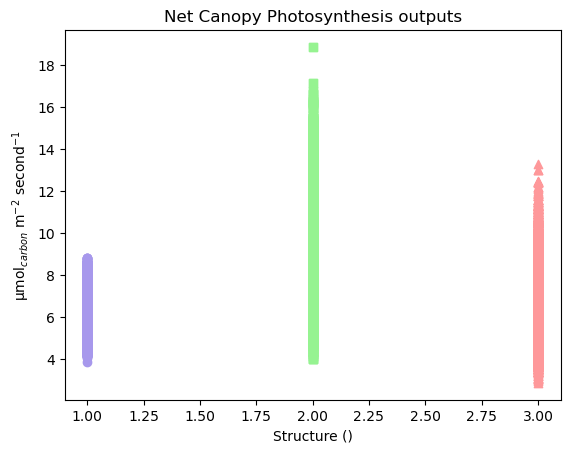 Net Canopy Photosynthesis outputs
18
16
14
12
10
8
6
4
μmol_carbon m⁻² second⁻¹
1.00 1.25 1.50 1.75 2.00 2.25 2.50 2.75 3.00
Structure ()